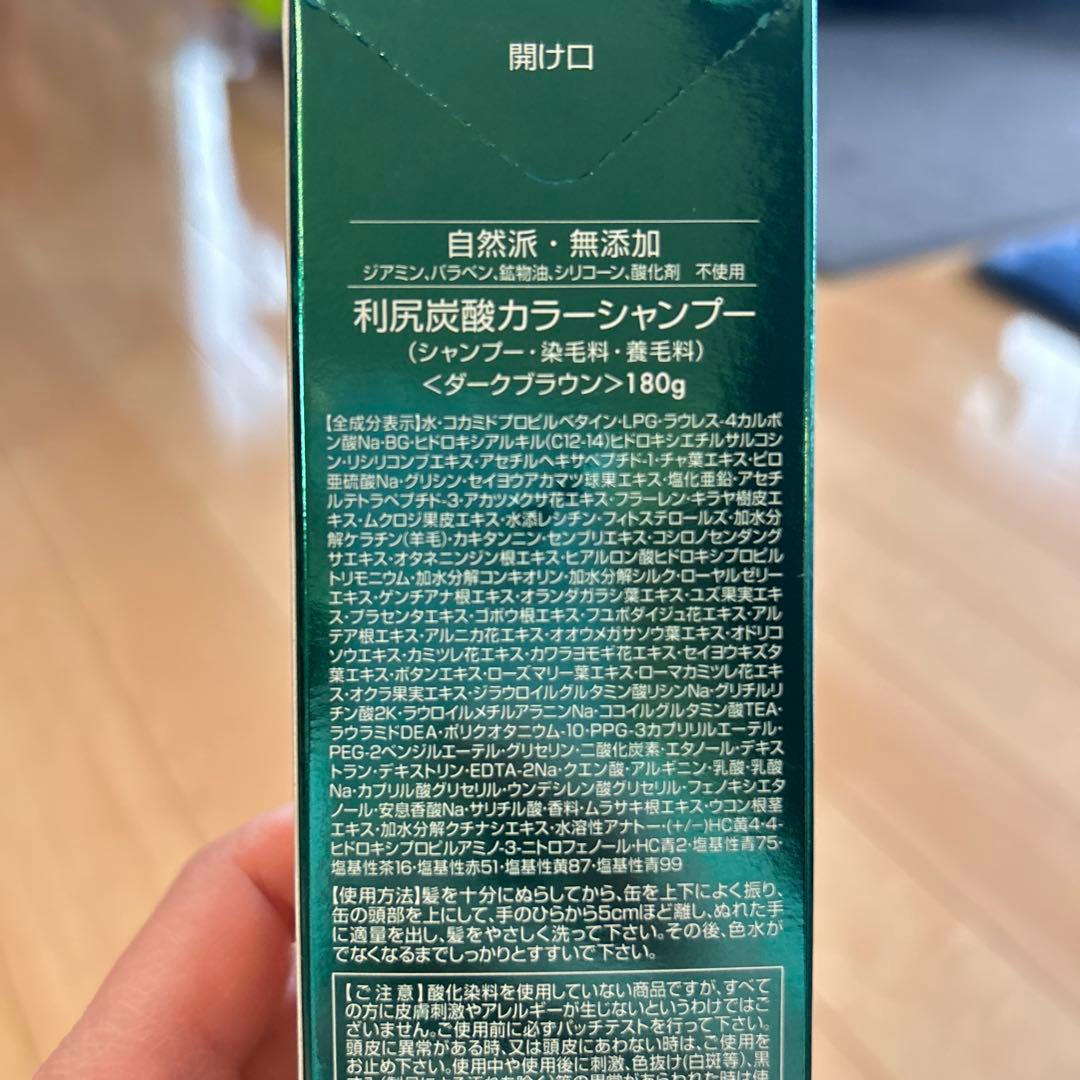 開け口
自然派・無添加
ジアミン、パラベン、鉱物油、シリコーン、酸化剤 不使用
利尻炭酸カラーシャンプー
(シャンプー・染毛料・養毛料)
<ダークブラウン>180g
【全成分表示】水・コカミドプロピルベタイン・LPG・ラウレス-4カルボ
ン酸Na・BG・ヒドロキシアルキル(C12-14)ヒドロキシエチルサルコシ
ン・リシリコンブエキス・アセチルヘキサペプチド-1・チャ葉エキス・ピロ
亜硫酸Na・グリシン・セイヨウアカマツ球果エキス・塩化亜鉛・アセチ
ルテトラペプチド-3・アカツメクサ花エキス・フラーレン・キラヤ樹皮エ
キス・ムクロジ果皮エキス・水添レシチン・フィトステロールズ・加水分
解ケラチン(羊毛)・カキタンニン・センブリエキス・コシロノセンダング
サエキス・オタネニンジン根エキス・ヒアルロン酸ヒドロキシプロピル
トリモニウム・加水分解コンキオリン・加水分解シルク・ローヤルゼリー
エキス・ゲンチアナ根エキス・オランダガラシ葉エキス・ユズ果実エキ
ス・プラセンタエキス・ゴボウ根エキス・フユボダイジュ花エキス・アル
テア根エキス・アルニカ花エキス・オオウメガサソウ葉エキス・オドリコ
ソウエキス・カミツレ花エキス・カワラヨモギ花エキス・セイヨウキズタ
葉エキス・ボタンエキス・ローズマリー葉エキス・ローマカミツレ花エキ
ス・オクラ果実エキス・ジラウロイルグルタミン酸リシンNa・グリチルリ
チン酸2K・ラウロイルメチルアラニンNa・ココイルグルタミン酸TEA・
ラウラミドDEA・ポリクオタニウム-10・PPG-3カプリリルエーテル・
PEG-2ベンジルエーテル・グリセリン・二酸化炭素・エタノール・デキス
トラン・デキストリン・EDTA-2Na・クエン酸・アルギニン・乳酸・乳酸
Na・カプリル酸グリセリル・ウンデシレン酸グリセリル・フェノキシエタ
ノール・安息香酸Na・サリチル酸・香料・ムラサキ根エキス・ウコン根茎
エキス・加水分解クチナシエキス・水溶性アナトー・(+/-)HC黄4・4-
ヒドロキシプロピルアミノ-3-ニトロフェノール・HC青2・塩基性青75・
塩基性茶16・塩基性赤51・塩基性黄87・塩基性青99
【使用方法】髪を十分にぬらしてから、缶を上下によく振り、
缶の頭部を上にして、手のひらから5cmほど離し、ぬれた手
に適量を出し、髪をやさしく洗って下さい。その後、色水が
でなくなるまでしっかりとすすいで下さい。
【ご注意】酸化染料を使用していない商品ですが、すべて
の方に皮膚刺激やアレルギーが生じないというわけではご
ざいません。ご使用前に必ずパッチテストを行って下さい。
頭皮に異常がある時、又は頭皮にあわない時は、ご使用を
お止め下さい。使用中や使用後に刺激、色抜け(白斑等)、黒